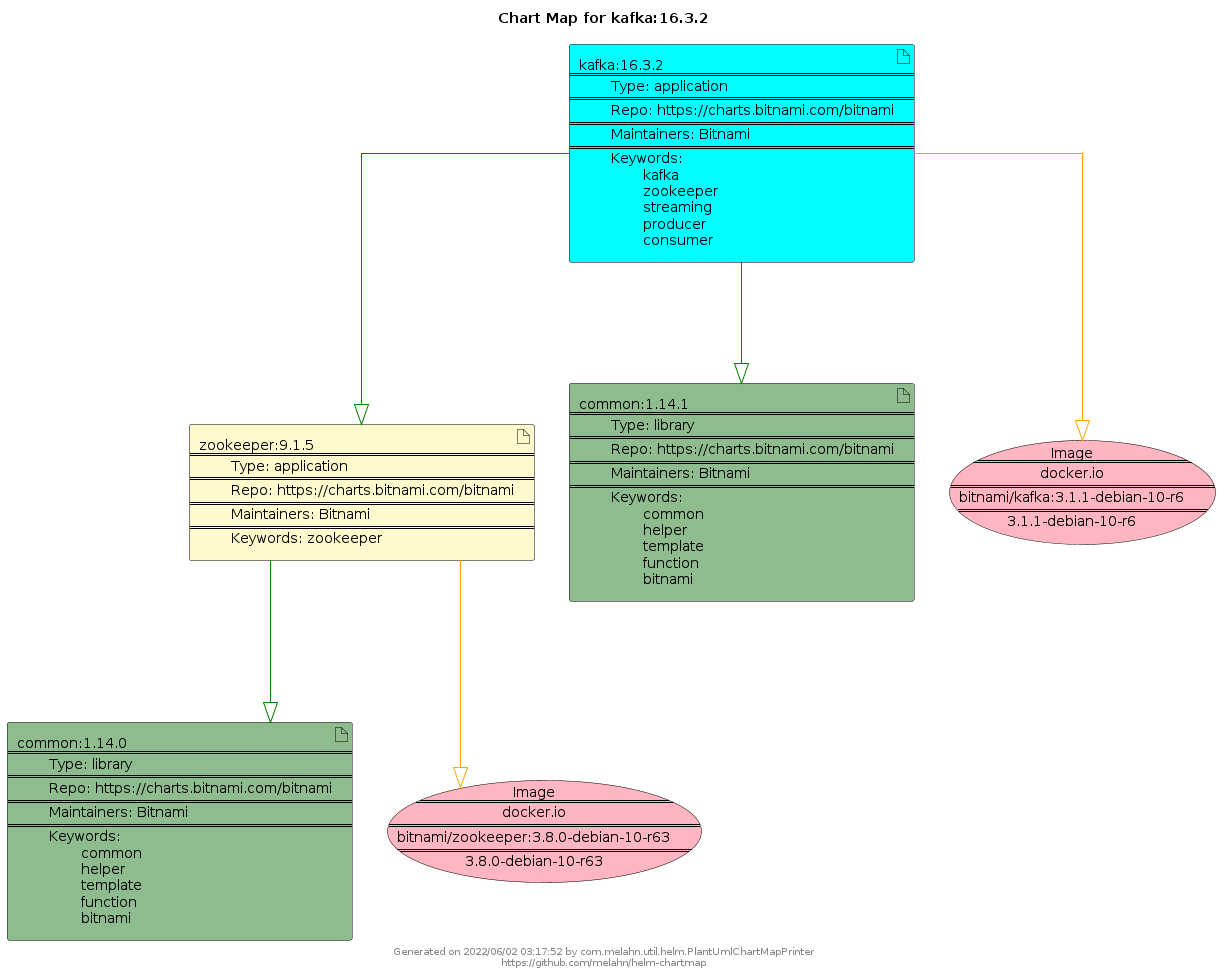 Chart Map for kafka:16.3.2
kafka:16.3.2
Type: application
Repo: https://charts.bitnami.com/bitnami
Maintainers: Bitnami
Keywords:
kafka
zookeeper
streaming
producer
consumer
zookeeper:9.1.5
Type: application
Repo: https://charts.bitnami.com/bitnami
Maintainers: Bitnami
Keywords: zookeeper
common:1.14.1
Type: library
Repo: https://charts.bitnami.com/bitnami
Maintainers: Bitnami
Keywords:
common
helper
template
function
bitnami
Image
docker.io
bitnami/kafka:3.1.1-debian-10-r6
3.1.1-debian-10-r6
common:1.14.0
Type: library
Repo: https://charts.bitnami.com/bitnami
Maintainers: Bitnami
Keywords:
common
helper
template
function
bitnami
Image
docker.io
bitnami/zookeeper:3.8.0-debian-10-r63
3.8.0-debian-10-r63
Generated on 2022/06/02 03:17:52 by com.melahn.util.helm.PlantUmlChartMapPrinter
https://github.com/melahn/helm-chartmap